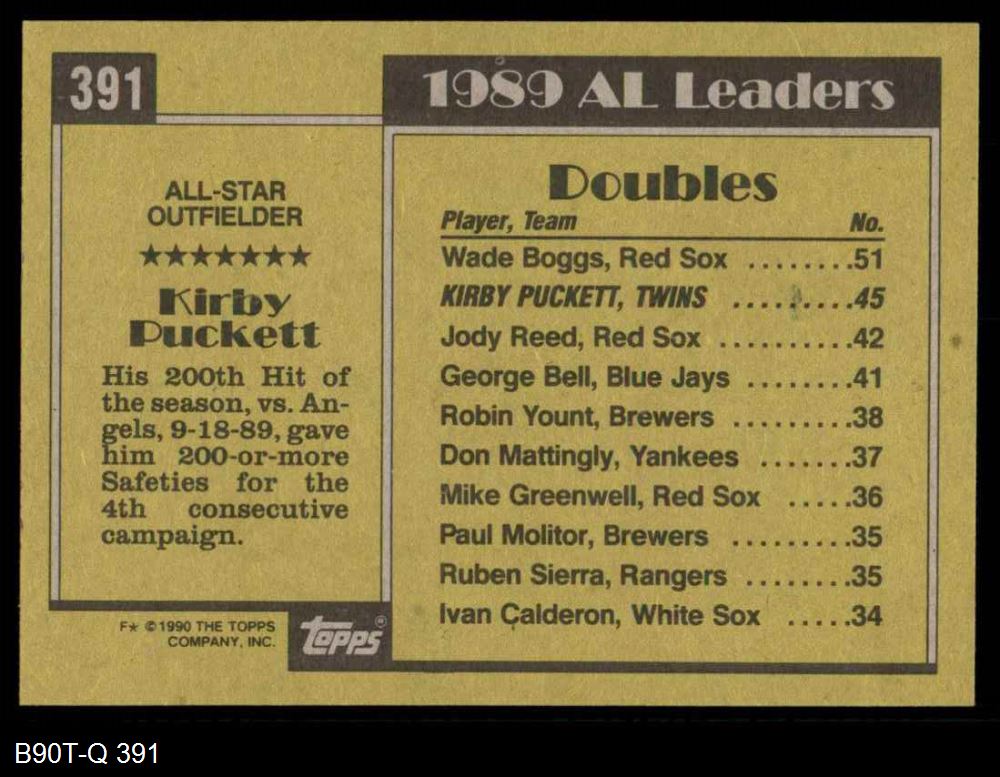 391
1989 AL Leaders
ALL-STAR
OUTFIELDER
★★★★★★★
Kirby
Puckett
His 200th Hit of
the season, vs. An-
gels, 9-18-89, gave
him 200-or-more
Safeties for the
4th consecutive
campaign.
F* © 1990 THE TOPPS
COMPANY, INC.
Topps®
Doubles
Player, Team No.
Wade Boggs, Red Sox ........51
KIRBY PUCKETT, TWINS .........45
Jody Reed, Red Sox ..........42
George Bell, Blue Jays ........41
Robin Yount, Brewers .........38
Don Mattingly, Yankees .......37
Mike Greenwell, Red Sox .....36
Paul Molitor, Brewers .........35
Ruben Sierra, Rangers ........35
Ivan Calderon, White Sox .....34
B90T-Q 391